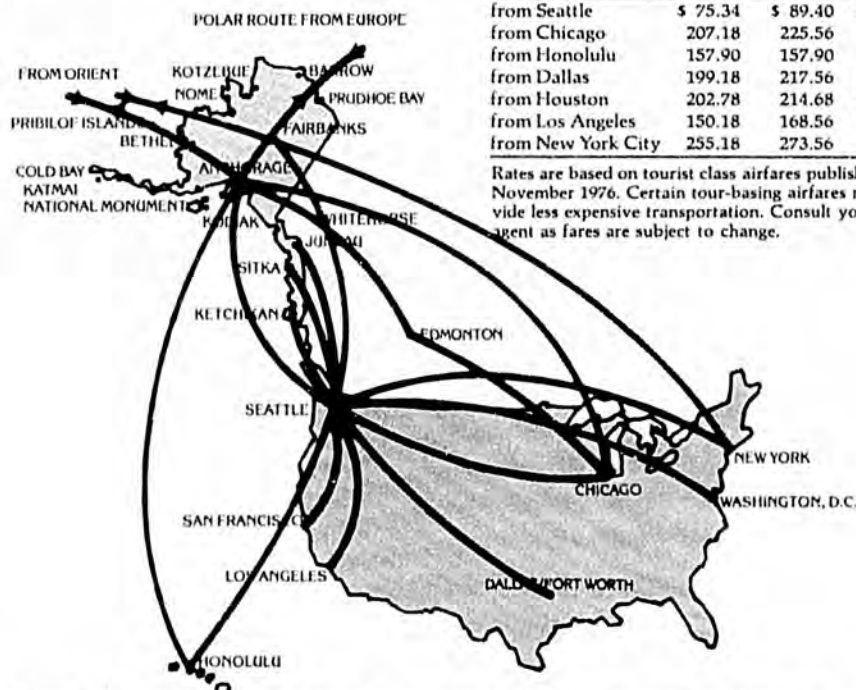 from Seattle $ 75.34 $ 89.40
from Chicago 207.18 225.56
from Honolulu 157.90 157.90
from Dallas 199.18 217.56
from Houston 202.78 214.68
from Los Angeles 150.18 168.56
from New York City 255.18 273.56
Rates are based on tourist class airfares publish
November 1976. Certain tour-basing airfares
vide less expensive transportation. Consult yo
agent as fares are subject to change.
POLAR ROUTE FROM EUROPE
FROM ORIENT
KOTZEBUE
BARROW
NOME
PRUDHOE BAY
PRIBILOF ISLANDS
BETHEL
FAIRBANKS
COLD BAY
ANCHORAGE
KATMAI
NATIONAL MONUMENT
KODIAK
WHITEHORSE
JUNEAU
SITKA
KETCHIKAN
EDMONTON
SEATTLE
NEW YORK
CHICAGO
WASHINGTON, D.C.
SAN FRANCISCO
LOS ANGELES
DALLAS/FORT WORTH
HONOLULU